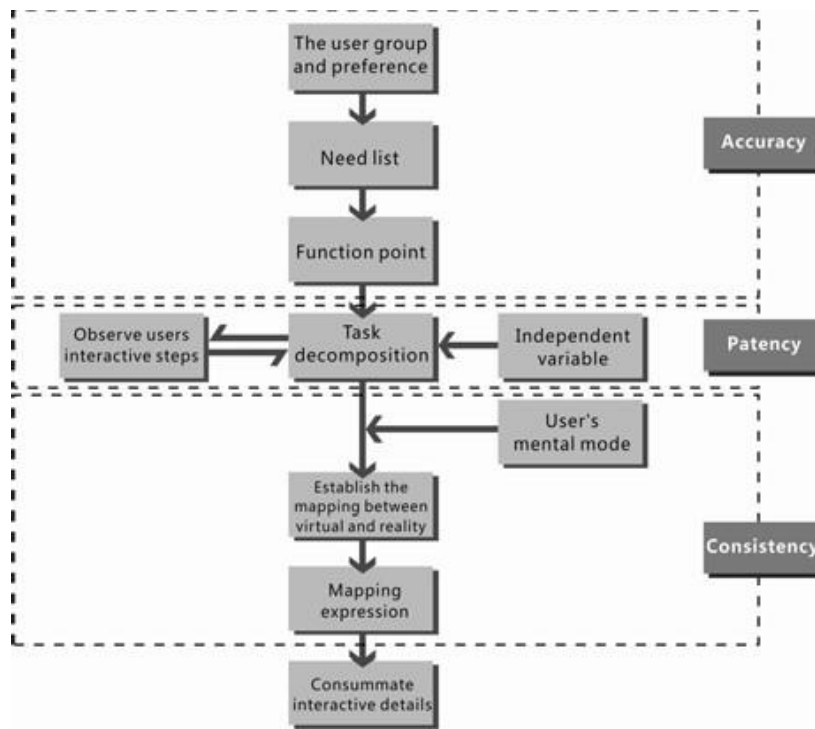 The user group
and preference
Accuracy
Need list
Function point
Observe users
interactive steps
Task
decomposition
Independent
variable
Patency
User's
mental mode
Establish the
mapping between
virtual and reality
Consistency
Mapping
expression
Consummate
interactive details